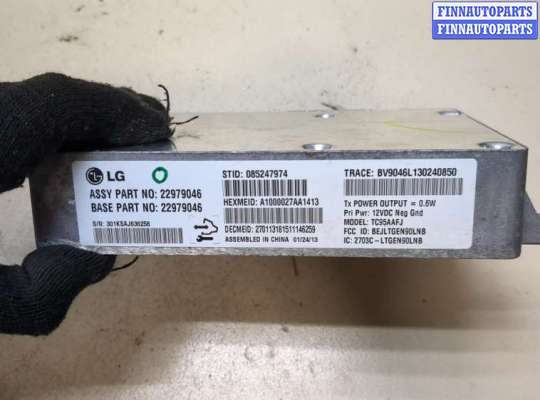 FINNAUTOPARTS
FINNAUTOPARTS
LG
STID: 085247974
TRACE: BV9046L130240850
ASSY PART NO: 22979046
BASE PART NO: 22979046
HEXMEID: A1000027AA1413
Tx POWER OUTPUT = 0.6W
Pri Pwr: 12VDC Neg Gnd
MODEL: TC95AAFJ
S/N: 301KSAJ636258
DECMEID: 270113181511146259
FCC ID: BEJLTGEN90LNB
ASSEMBLED IN CHINA 01/24/13
IC: 2703C-LTGEN90LNB